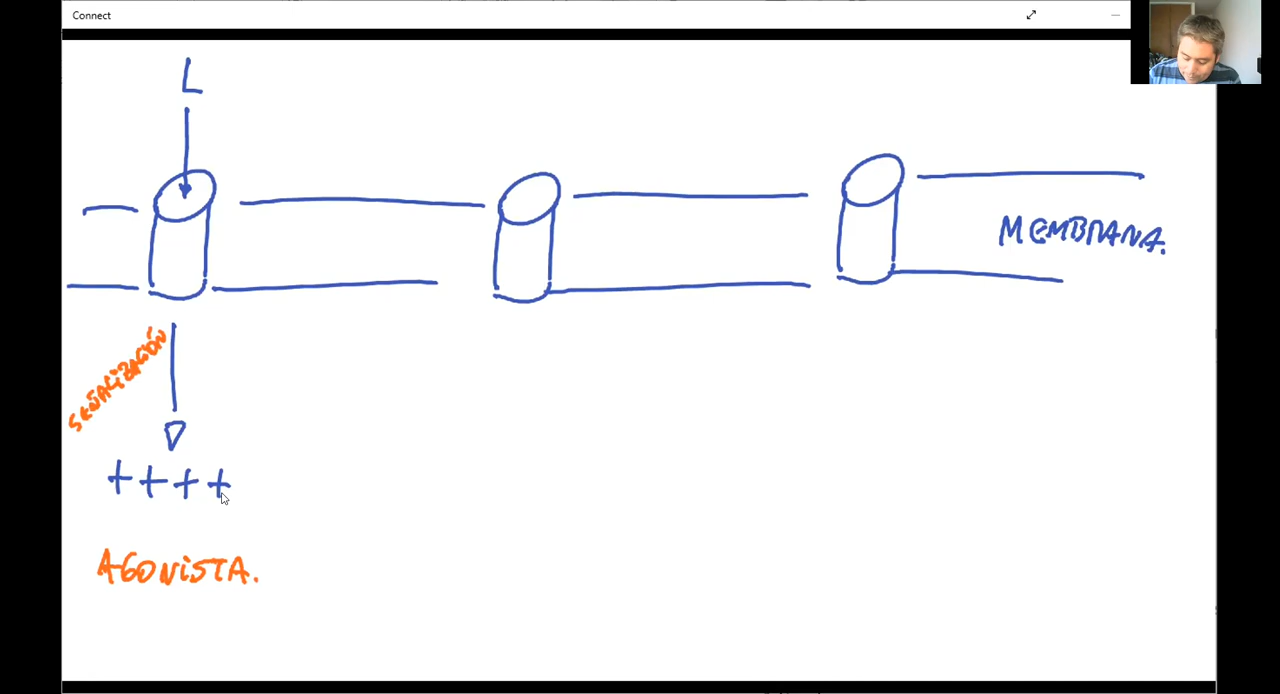 Connect
L
MEMBRANA.
SEÑALIZACIÓN
++++
AGONISTA.